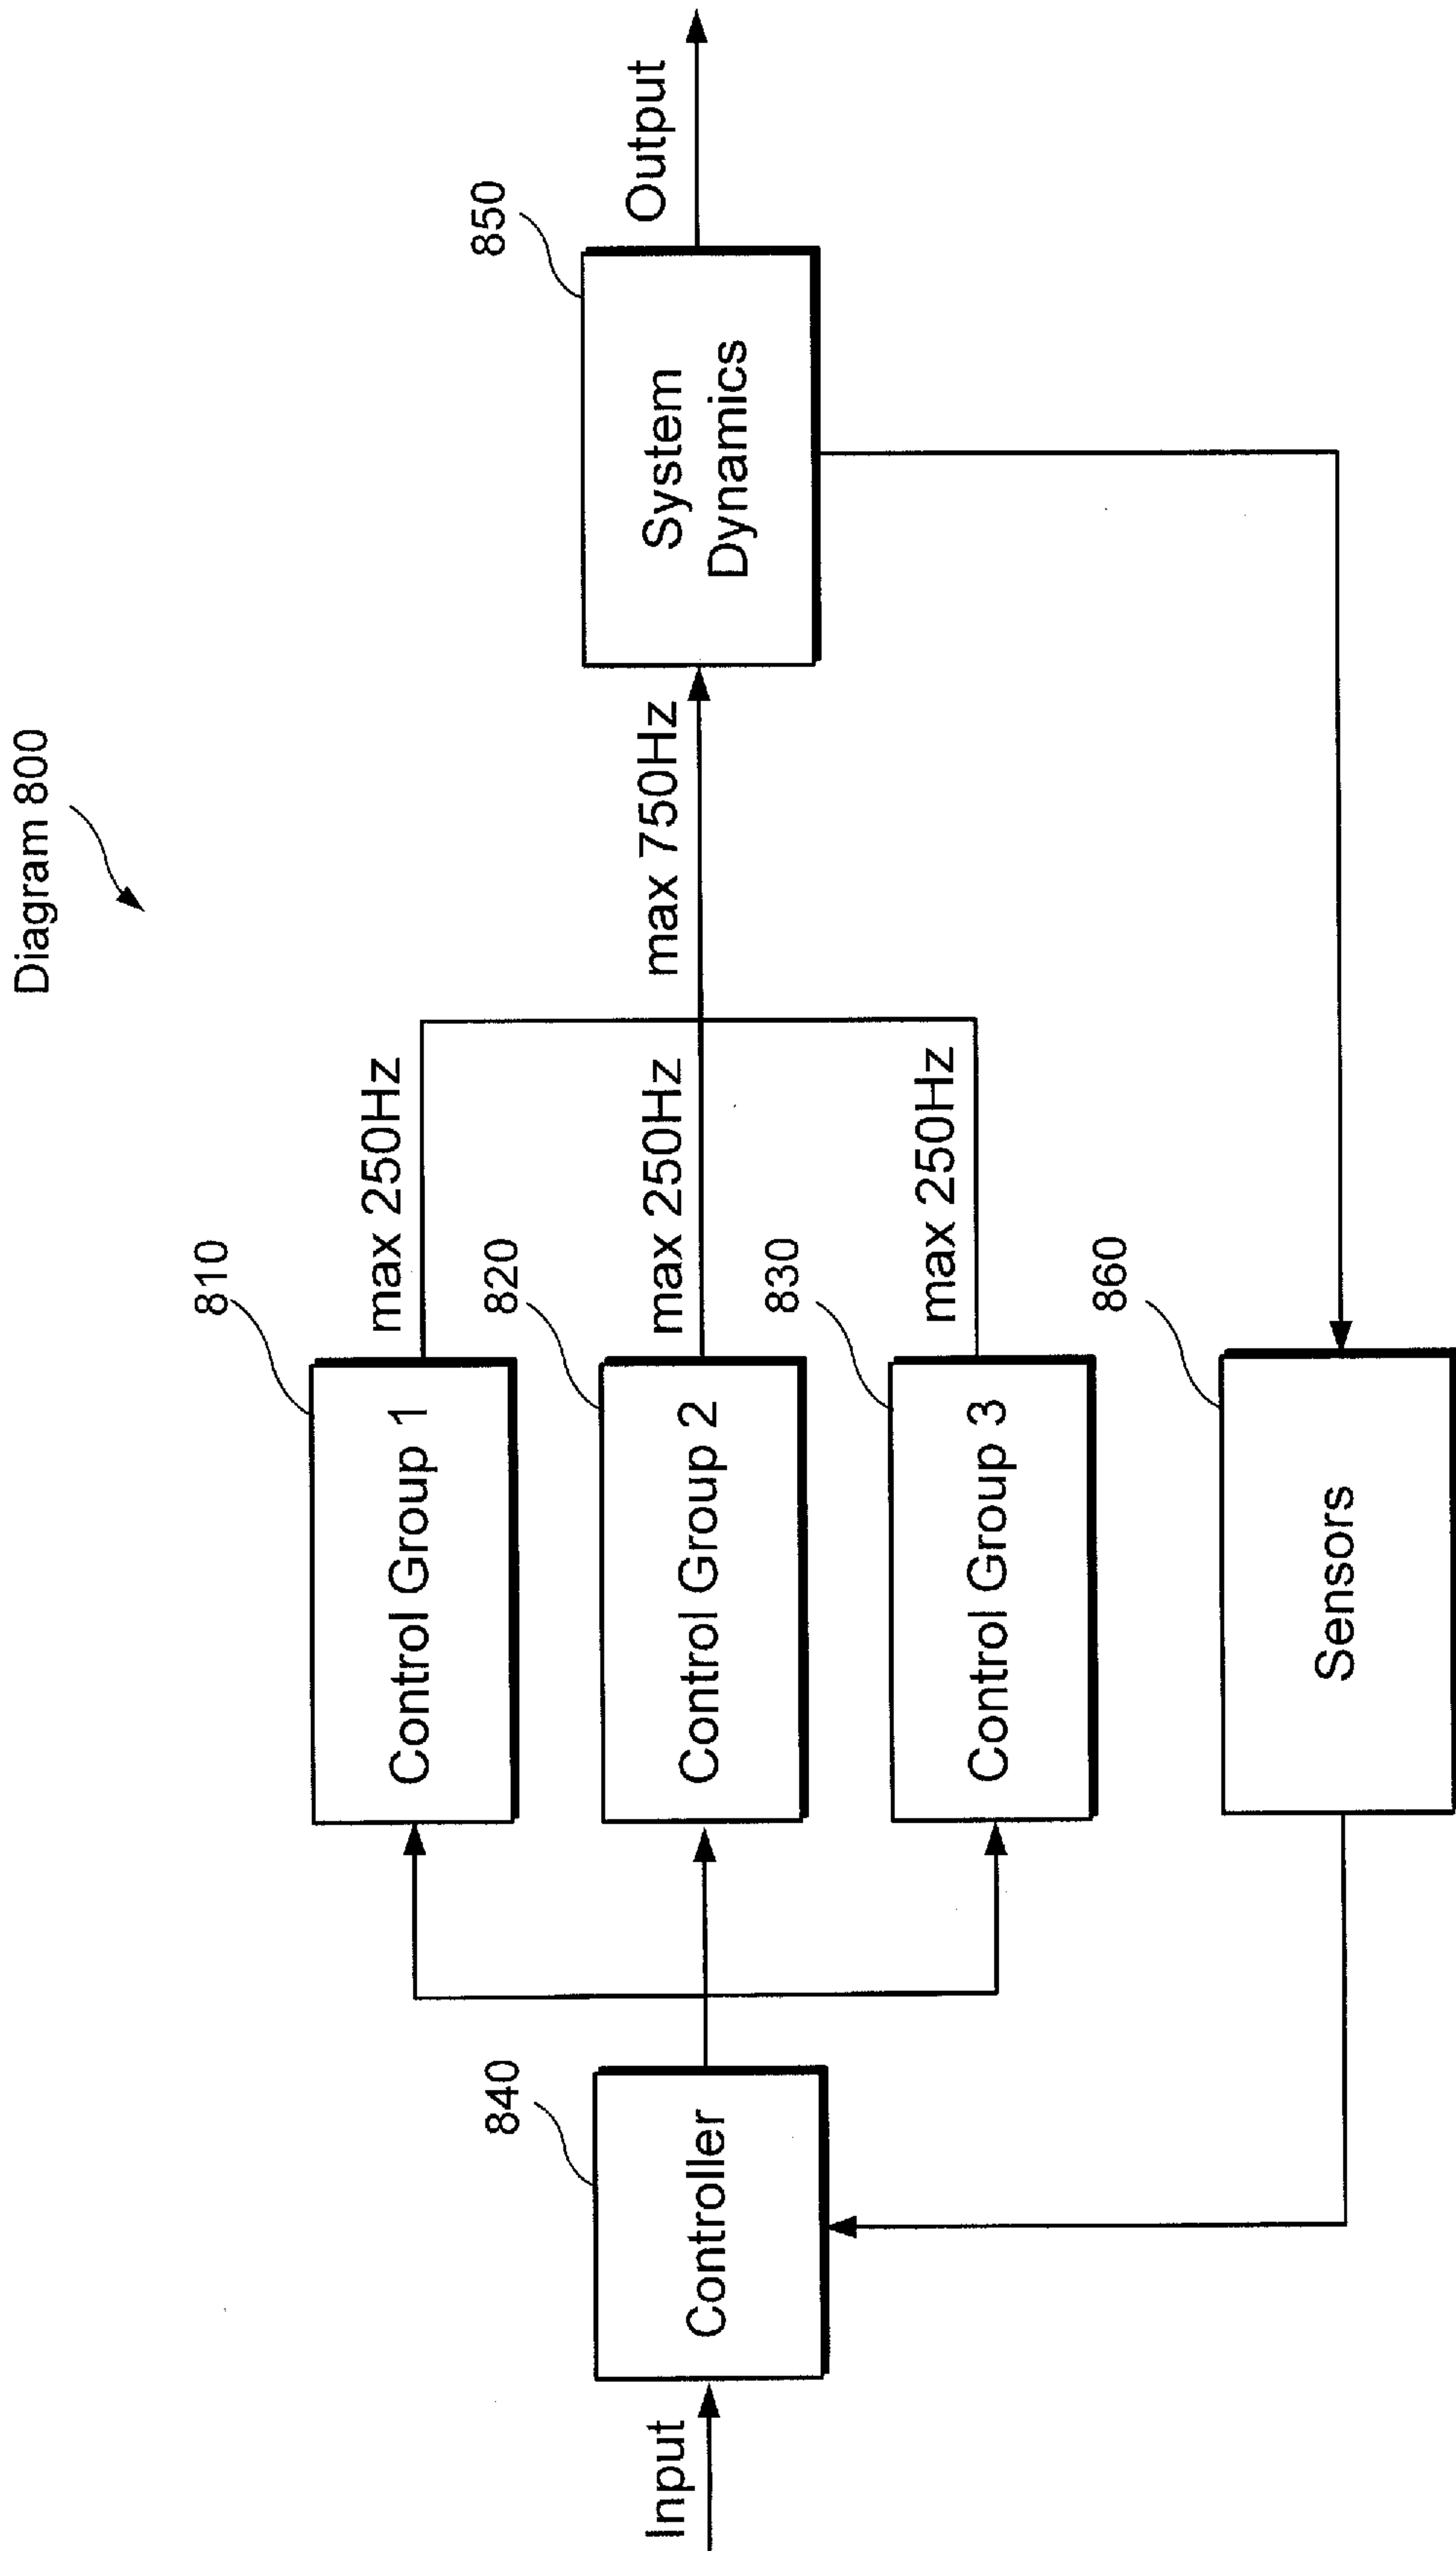 Diagram 800
810
Control Group 1
max 250Hz
820
Control Group 2
max 250Hz
max 750Hz
830
Control Group 3
max 250Hz
840
Input
Controller
850
System
Dynamics
Output
860
Sensors